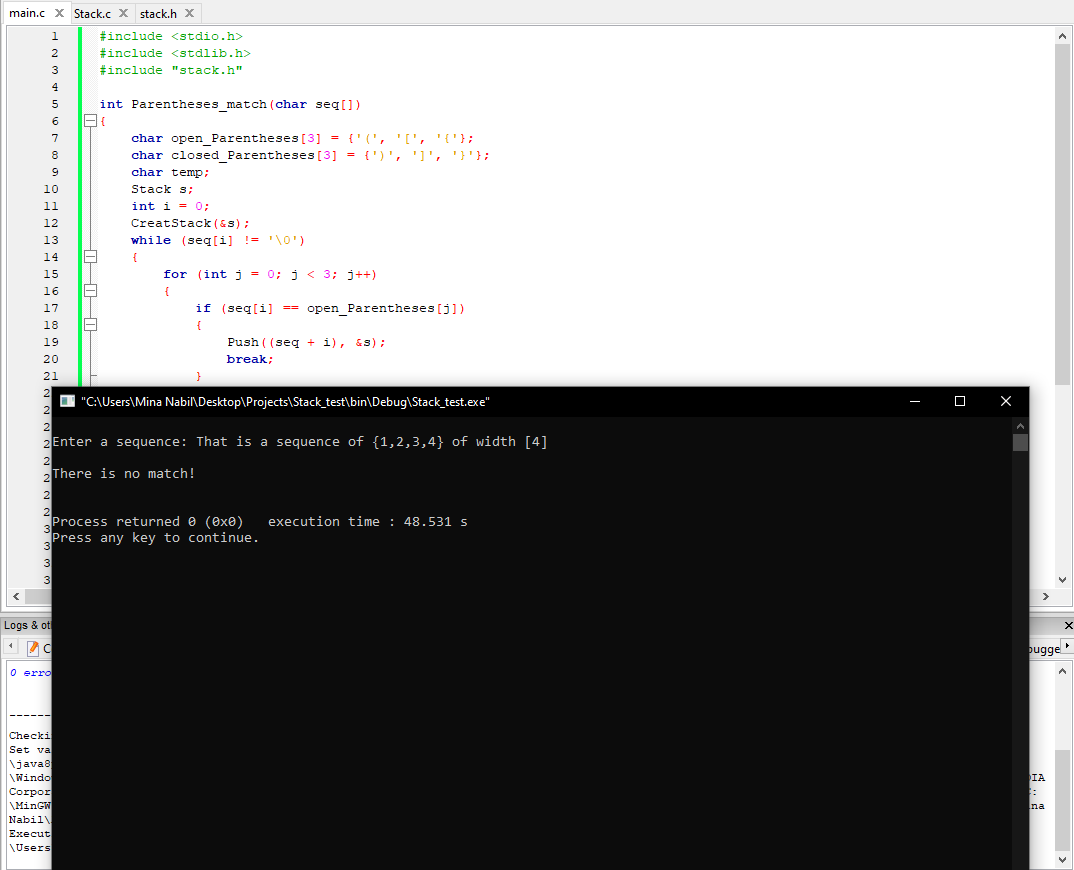 main.c Stack.c stack.h
1 #include <stdio.h>
2 #include <stdlib.h>
3 #include "stack.h"
4
5 int Parentheses_match(char seq[])
6 {
7 char open_Parentheses[3] = {'(', '[', '{'};
8 char closed_Parentheses[3] = {')', ']', '}'};
9 char temp;
10 Stack s;
11 int i = 0;
12 CreatStack(&s);
13 while (seq[i] != '\0')
14 {
15 for (int j = 0; j < 3; j++)
16 {
17 if (seq[i] == open_Parentheses[j])
18 {
19 Push((seq + i), &s);
20 break;
21 }
"C:\Users\Mina Nabil\Desktop\Projects\Stack_test\bin\Debug\Stack_test.exe"
Enter a sequence: That is a sequence of {1,2,3,4} of width [4]
There is no match!
Process returned 0 (0x0) execution time : 48.531 s
Press any key to continue.
Logs &
0 erro
------
Checki
Set va
\java8
\Windo
Corpor
\MinGW
Nabil\
Execut
\Users